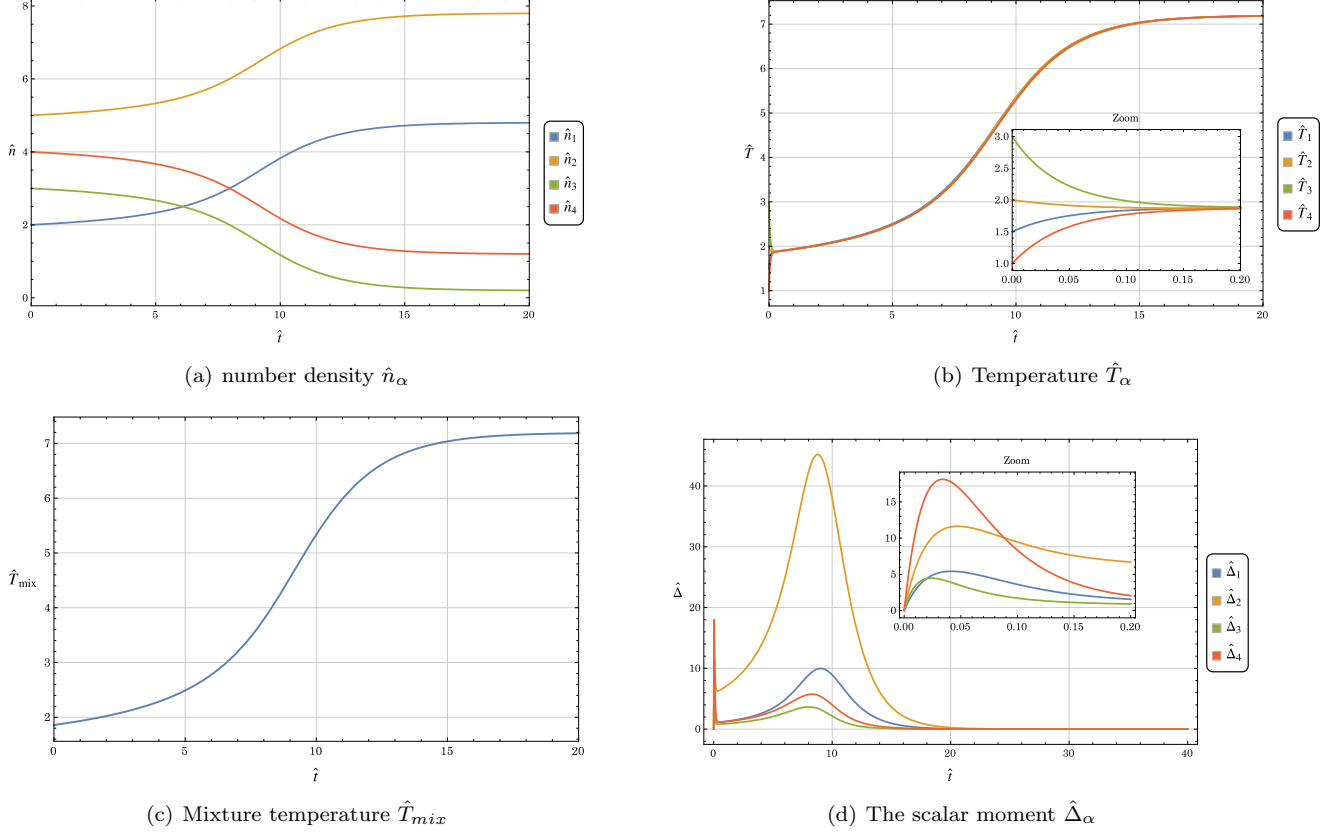 8
6
4
2
0
n̂
0 5 10 15 20
t̂
n̂1
n̂2
n̂3
n̂4
(a) number density n̂α
7
6
5
4
3
2
1
T̂
0 5 10 15 20
t̂
Zoom
3.0
2.5
2.0
1.5
1.0
0.00 0.05 0.10 0.15 0.20
T̂1
T̂2
T̂3
T̂4
(b) Temperature T̂α
7
6
5
4
3
2
T̂mix
0 5 10 15 20
t̂
(c) Mixture temperature T̂mix
40
30
20
10
0
Δ̂
0 10 20 30 40
t̂
Zoom
15
10
5
0
0.00 0.05 0.10 0.15 0.20
Δ̂1
Δ̂2
Δ̂3
Δ̂4
(d) The scalar moment Δ̂α